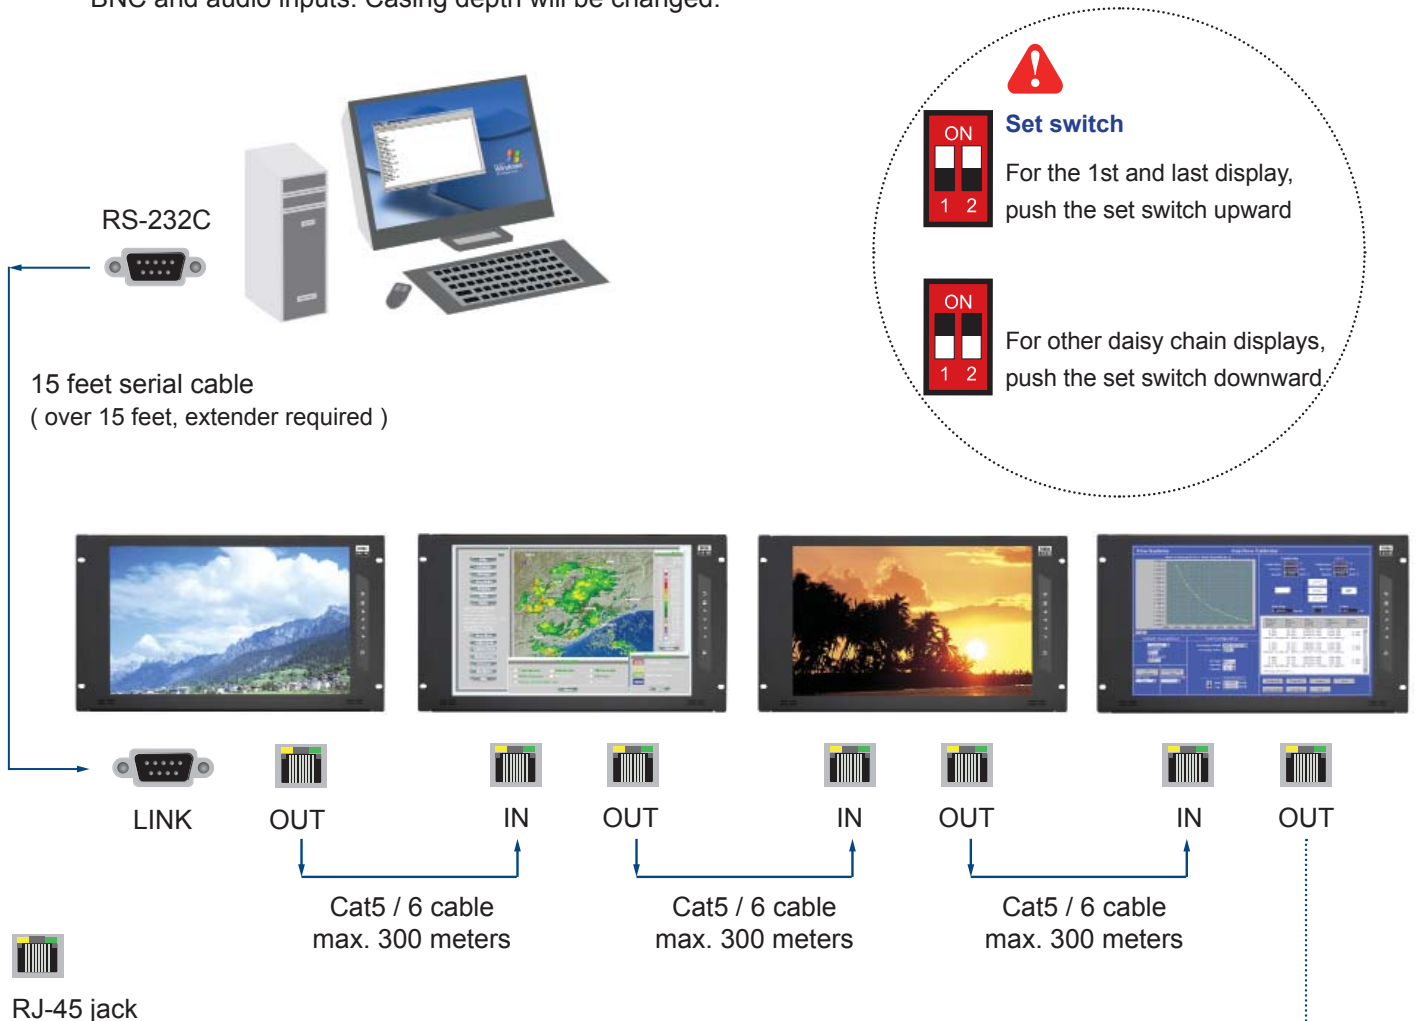 BNC and audio inputs. Casing depth will be changed.
Set switch
ON
1 2
For the 1st and last display,
push the set switch upward
RS-232C
ON
1 2
For other daisy chain displays,
push the set switch downward.
15 feet serial cable
( over 15 feet, extender required )
LINK
OUT
IN
OUT
IN
OUT
IN
OUT
Cat5 / 6 cable
max. 300 meters
Cat5 / 6 cable
max. 300 meters
Cat5 / 6 cable
max. 300 meters
RJ-45 jack